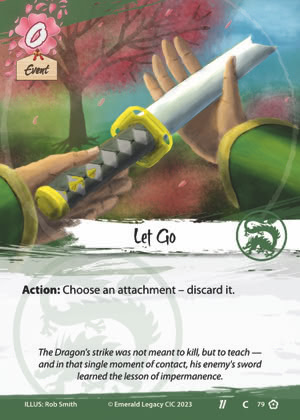 0
Event
Let Go
Action: Choose an attachment – discard it.
The Dragon's strike was not meant to kill, but to teach —
and in that single moment of contact, his enemy's sword
learned the lesson of impermanence.
ILLUS: Rob Smith © Emerald Legacy CIC 2023 C 79